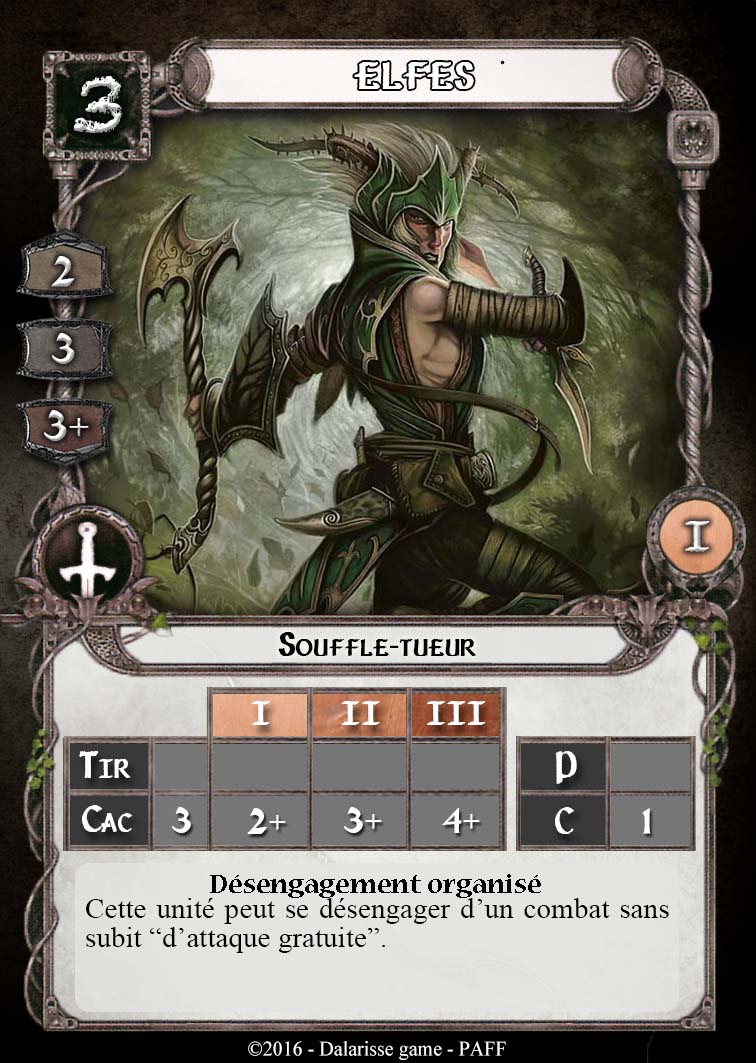 3
ELFES
2
3
3+
I
SOUFFLE-TUEUR
I II III
TIR
CAC 3 2+ 3+ 4+
P
C 1
Désengagement organisé
Cette unité peut se désengager d'un combat sans
subit “d'attaque gratuite”.
©2016 - Dalarisse game - PAFF